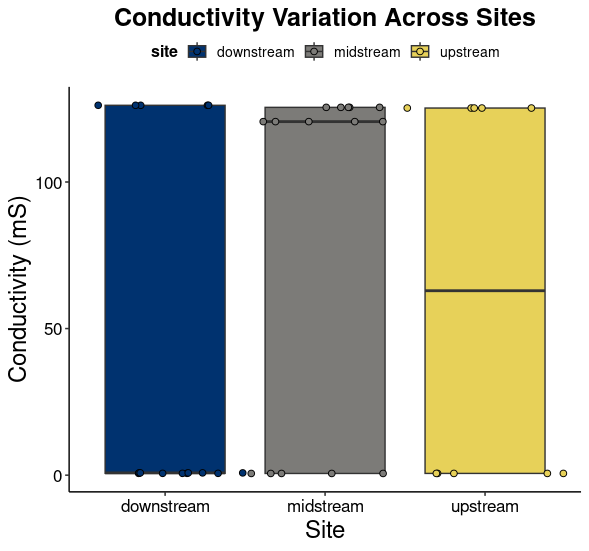 Conductivity Variation Across Sites
site downstream midstream upstream
Conductivity (mS)
100
50
0
downstream midstream upstream
Site